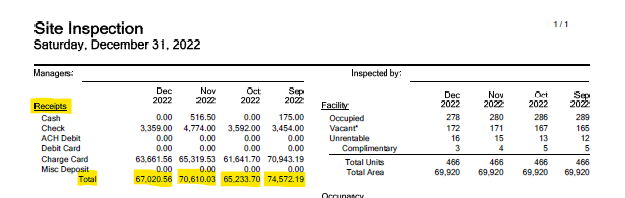 Site Inspection
1 / 1
Saturday, December 31, 2022
Managers:
Inspected by:
Dec Nov Oct Sep
2022 2022 2022 2022
Receipts
Cash 0.00 516.50 0.00 175.00
Check 3,359.00 4,774.00 3,592.00 3,454.00
ACH Debit 0.00 0.00 0.00 0.00
Debit Card 0.00 0.00 0.00 0.00
Charge Card 63,661.56 65,319.53 61,641.70 70,943.19
Misc Deposit 0.00 0.00 0.00 0.00
Total 67,020.56 70,610.03 65,233.70 74,572.19
Dec Nov Oct Sep
2022 2022 2022 2022
Facility
Occupied 278 280 286 289
Vacant* 172 171 167 165
Unrentable 16 15 13 12
Complimentary 3 4 5 5
Total Units 466 466 466 466
Total Area 69,920 69,920 69,920 69,920
Occupancy